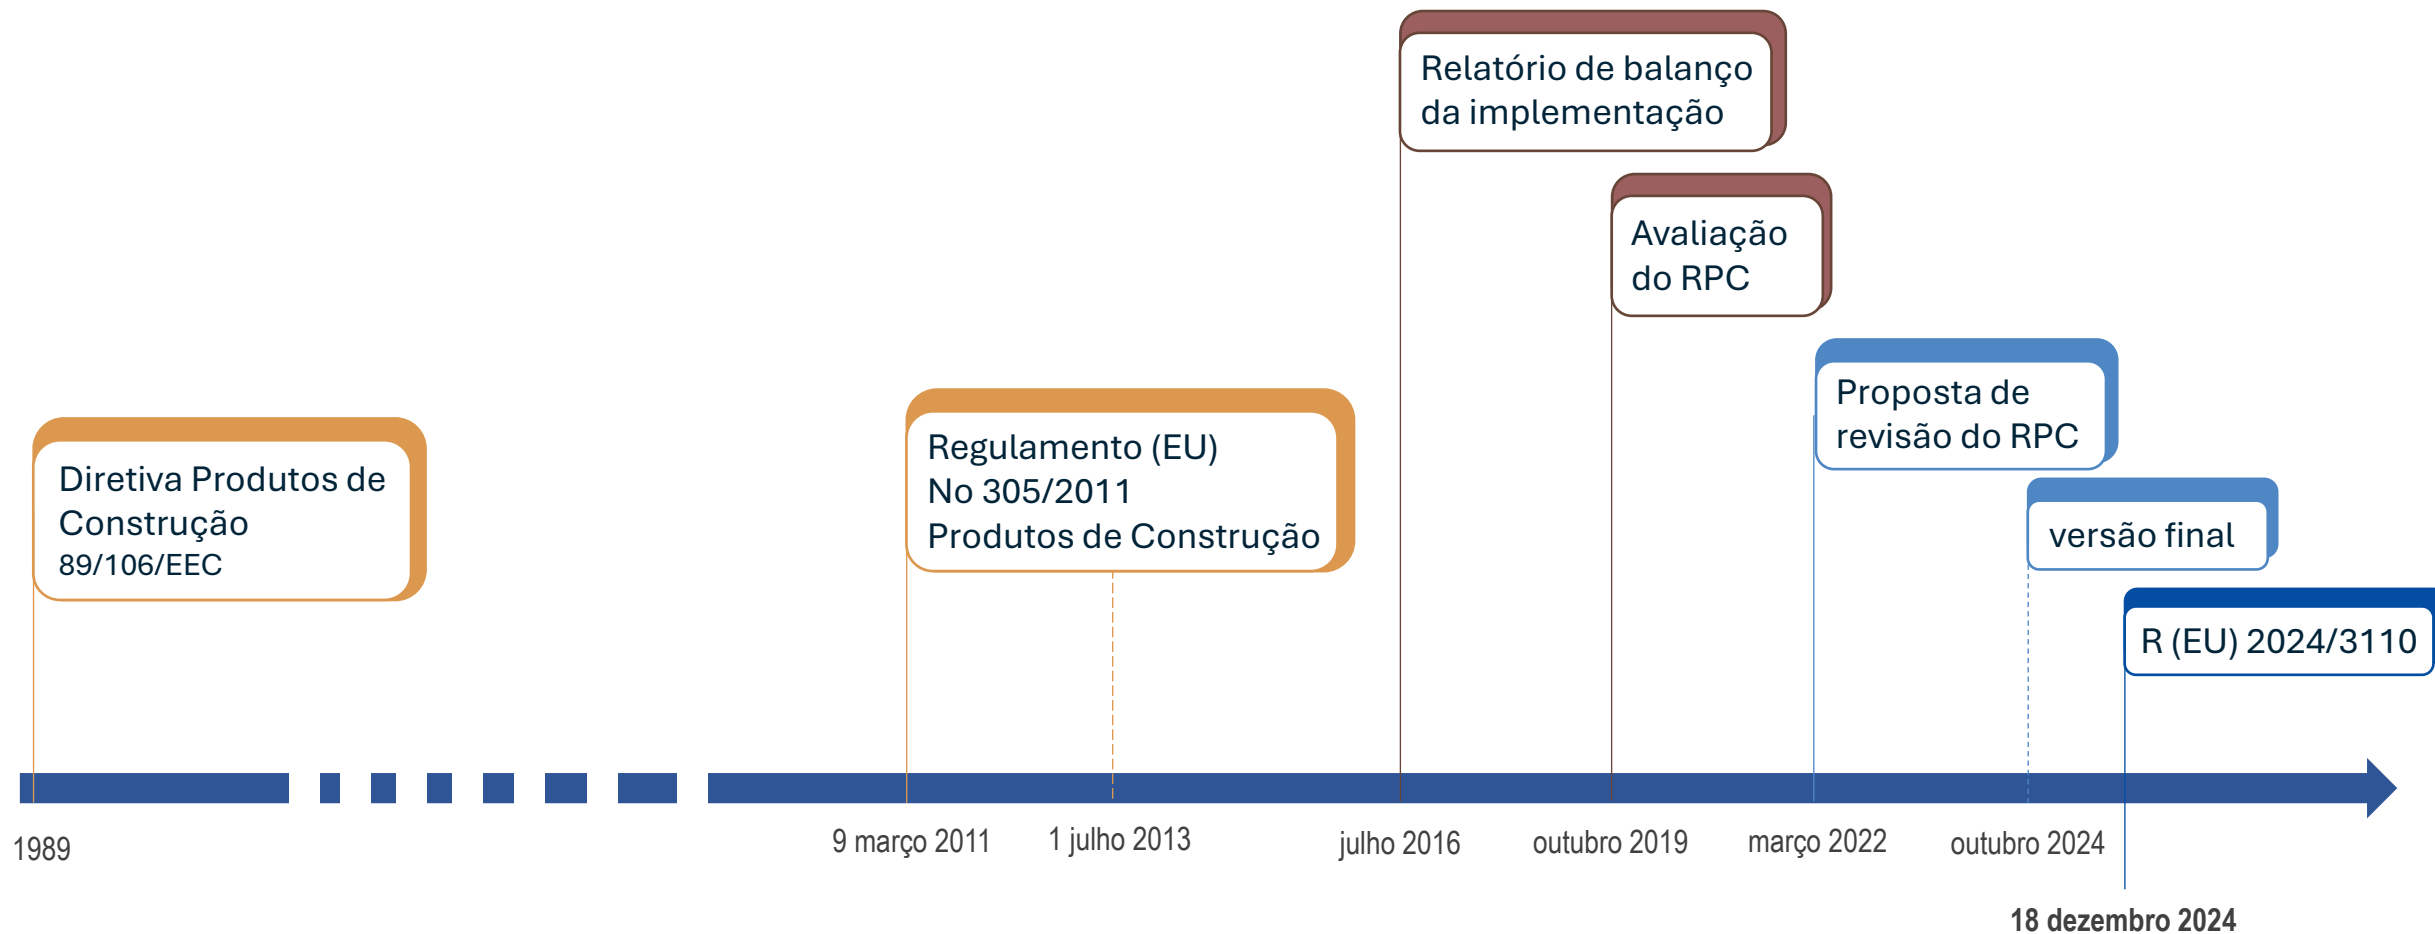 Relatório de balanço
da implementação
Avaliação
do RPC
Proposta de
revisão do RPC
Regulamento (EU)
No 305/2011
Produtos de Construção
Diretiva Produtos de
Construção
89/106/EEC
versão final
R (EU) 2024/3110
1989
9 março 2011
1 julho 2013
julho 2016
outubro 2019
março 2022
outubro 2024
18 dezembro 2024